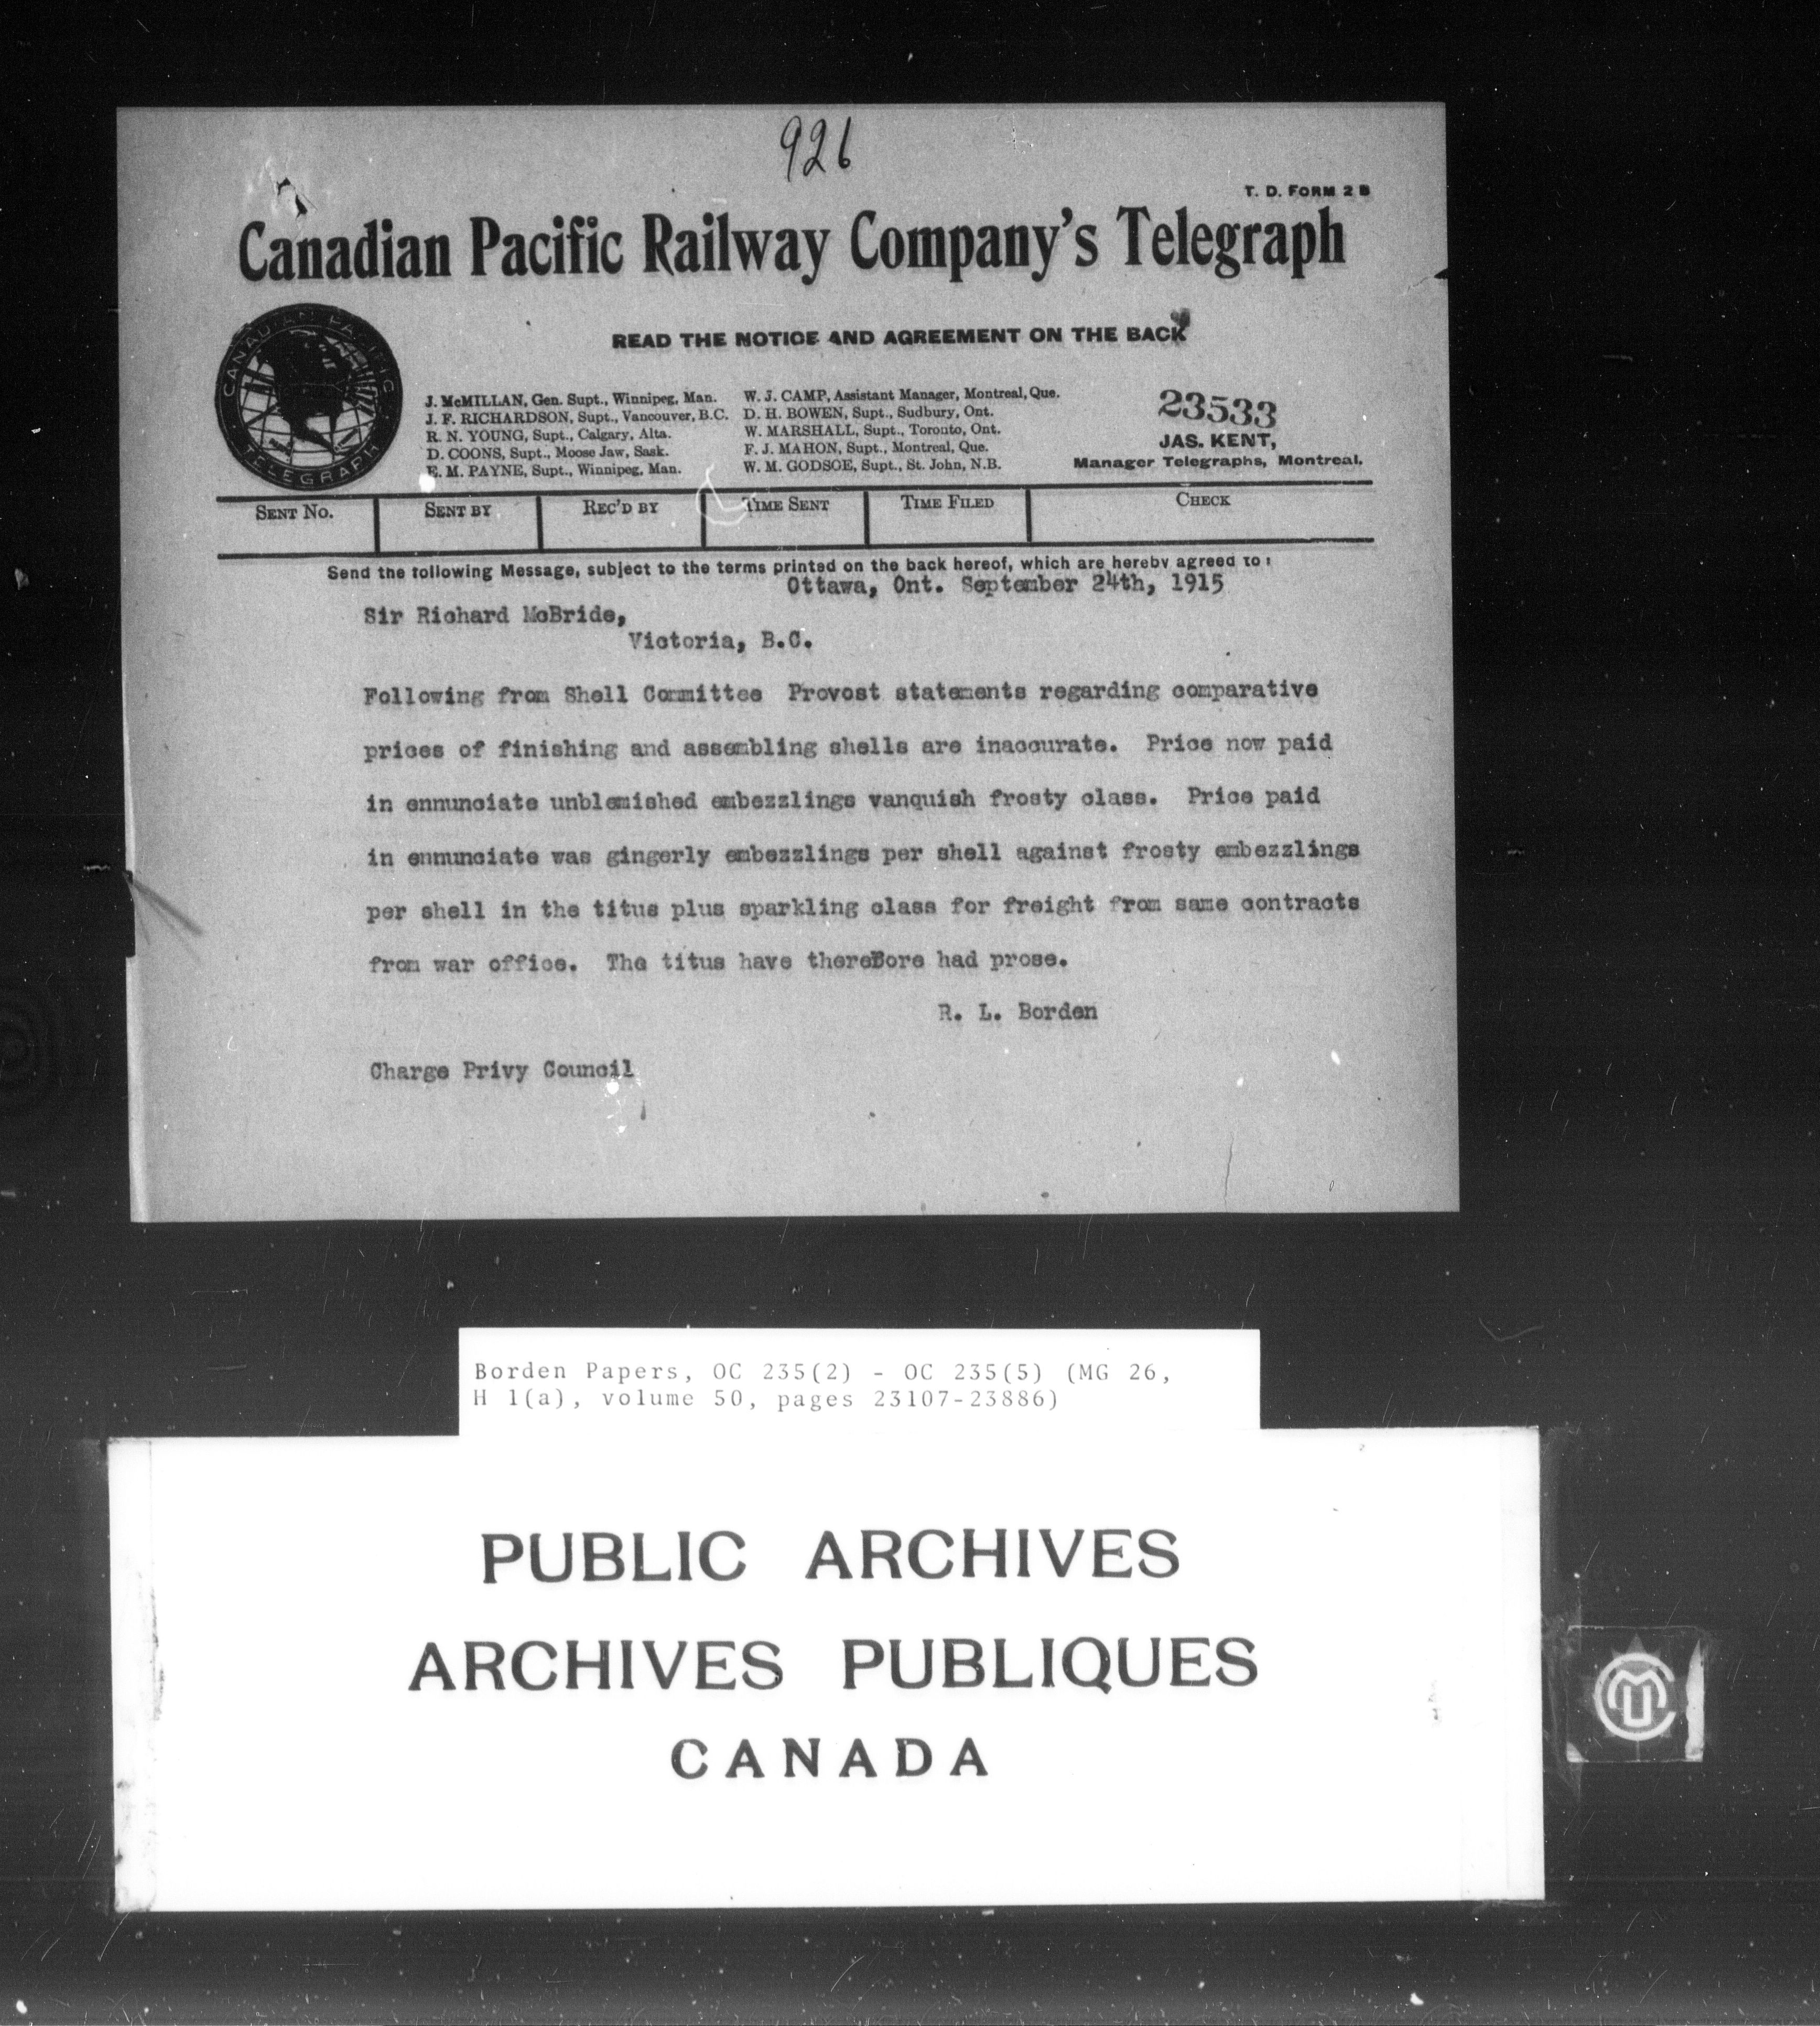 926
T. D. FORM 2 B
Canadian Pacific Railway Company's Telegraph
CANADIAN PACIFIC
TELEGRAPH
READ THE NOTICE AND AGREEMENT ON THE BACK
J. McMILLAN, Gen. Supt., Winnipeg, Man.
J. F. RICHARDSON, Supt., Vancouver, B.C.
R. N. YOUNG, Supt., Calgary, Alta.
D. COONS, Supt., Moose Jaw, Sask.
E. M. PAYNE, Supt., Winnipeg, Man.
W. J. CAMP, Assistant Manager, Montreal, Que.
D. H. BOWEN, Supt., Sudbury, Ont.
W. MARSHALL, Supt., Toronto, Ont.
F. J. MAHON, Supt., Montreal, Que.
W. M. GODSOE, Supt., St. John, N.B.
23533
JAS. KENT,
Manager Telegraphs, Montreal.
SENT NO. SENT BY REC'D BY TIME SENT TIME FILED CHECK
Send the following Message, subject to the terms printed on the back hereof, which are hereby agreed to:
Ottawa, Ont. September 24th, 1915
Sir Richard McBride,
Victoria, B.C.
Following from Shell Committee Provost statements regarding comparative
prices of finishing and assembling shells are inaccurate. Price now paid
in ennunciate unblemished embezzlings vanquish frosty class. Price paid
in ennunciate was gingerly embezzlings per shell against frosty embezzlings
per shell in the titus plus sparkling class for freight from same contracts
from war office. The titus have thereBore had prose.
R. L. Borden
Charge Privy Council
Borden Papers, OC 235(2) - OC 235(5) (MG 26,
H 1(a), volume 50, pages 23107-23886)
PUBLIC ARCHIVES
ARCHIVES PUBLIQUES
CANADA